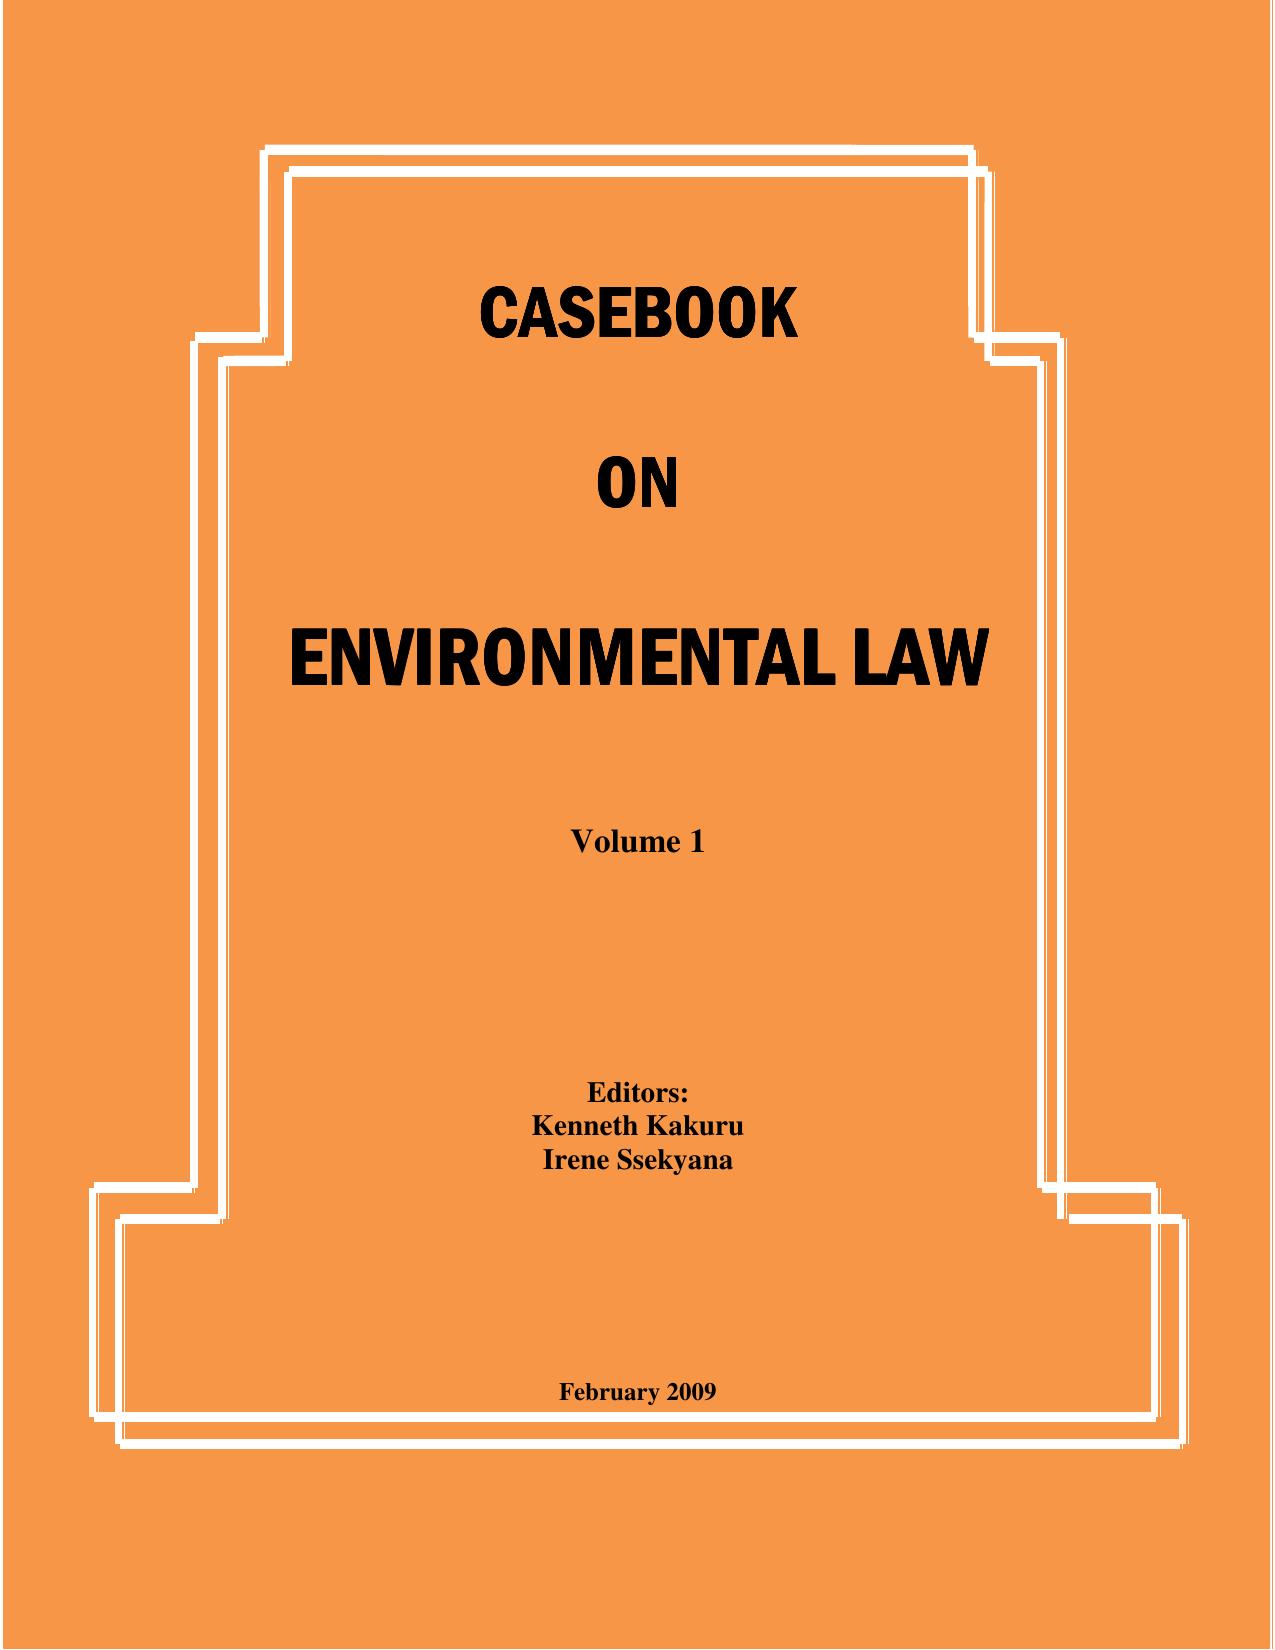 CASEBOOK
ON
ENVIRONMENTAL LAW
Volume 1
Editors:
Kenneth Kakuru
Irene Ssekyana
February 2009